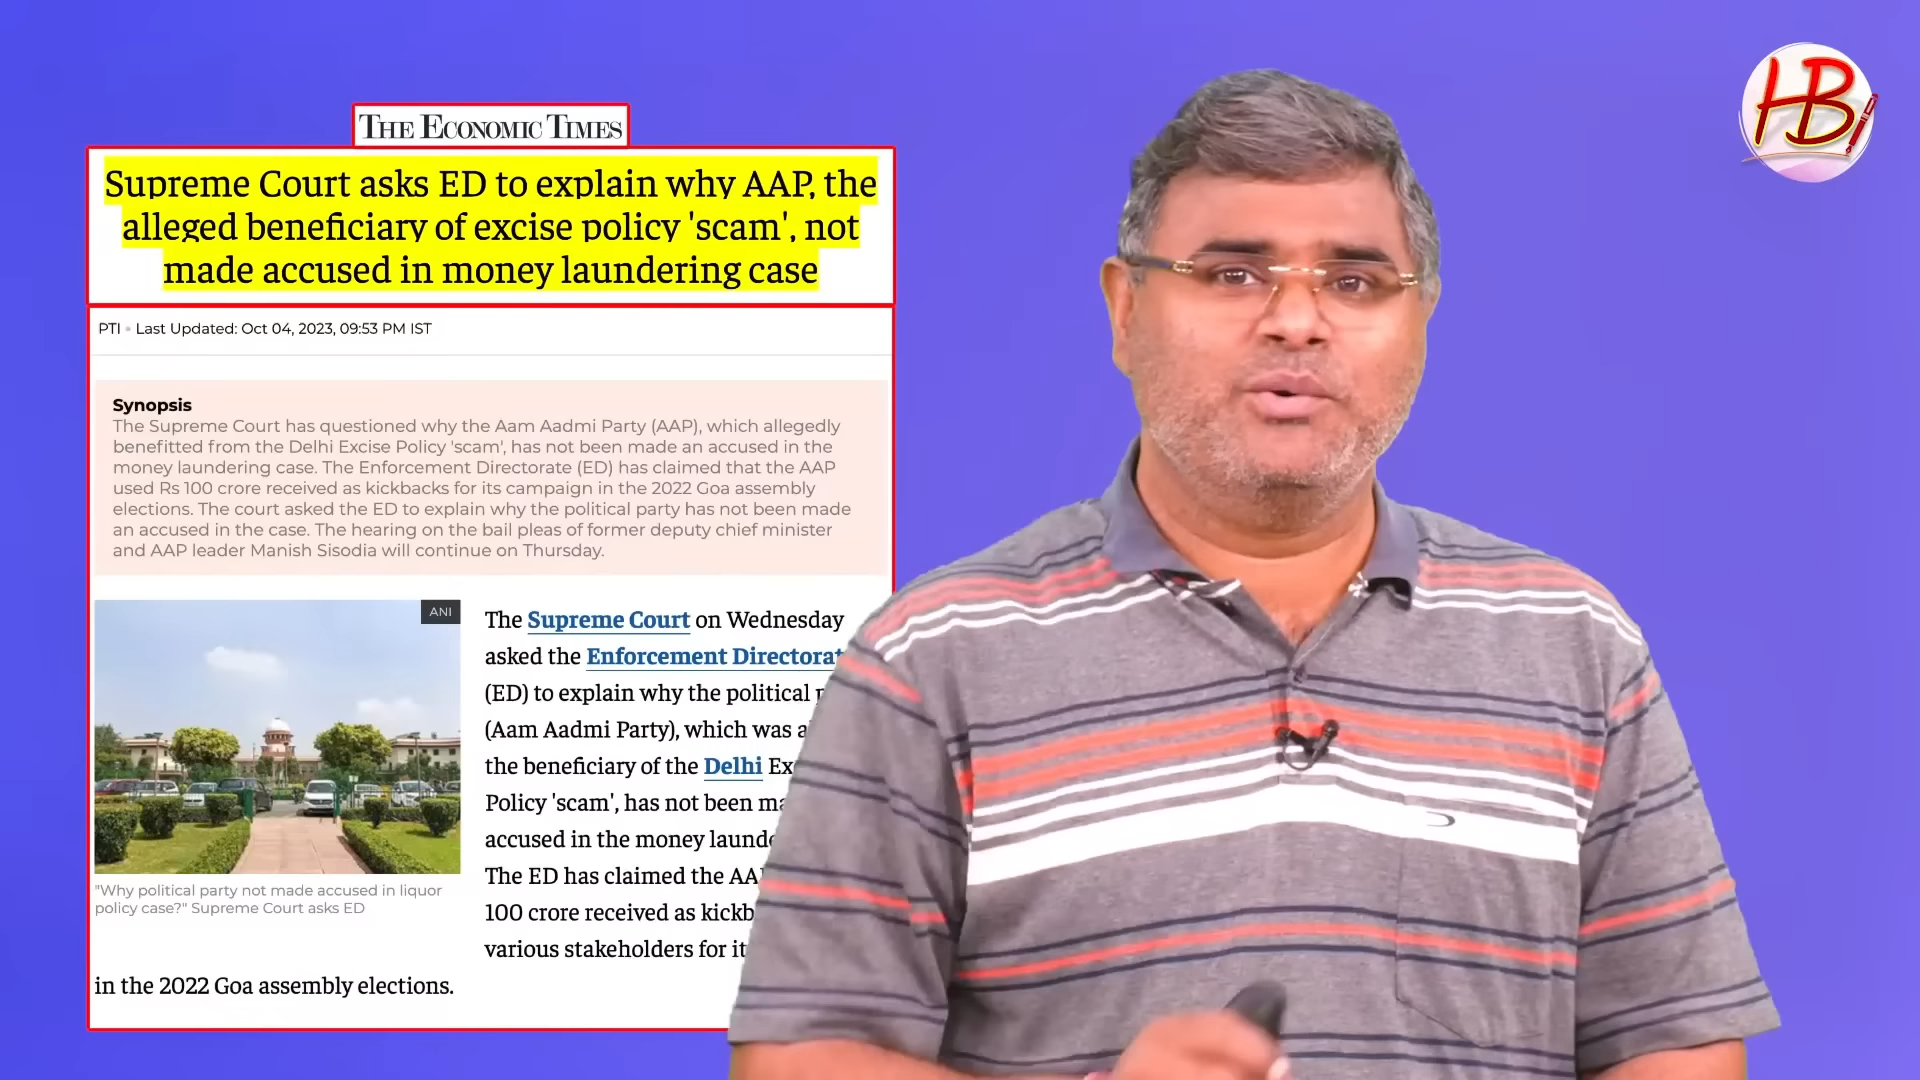 HB
THE ECONOMIC TIMES
Supreme Court asks ED to explain why AAP, the
alleged beneficiary of excise policy 'scam', not
made accused in money laundering case
PTI • Last Updated: Oct 04, 2023, 09:53 PM IST
Synopsis
The Supreme Court has questioned why the Aam Aadmi Party (AAP), which allegedly
benefitted from the Delhi Excise Policy 'scam', has not been made an accused in the
money laundering case. The Enforcement Directorate (ED) has claimed that the AAP
used Rs 100 crore received as kickbacks for its campaign in the 2022 Goa assembly
elections. The court asked the ED to explain why the political party has not been made
an accused in the case. The hearing on the bail pleas of former deputy chief minister
and AAP leader Manish Sisodia will continue on Thursday.
ANI
"Why political party not made accused in liquor
policy case?" Supreme Court asks ED
The Supreme Court on Wednesday
asked the Enforcement Directorat
(ED) to explain why the political
(Aam Aadmi Party), which was a
the beneficiary of the Delhi Ex
Policy 'scam', has not been ma
accused in the money laund
The ED has claimed the AA
100 crore received as kickb
various stakeholders for it
in the 2022 Goa assembly elections.